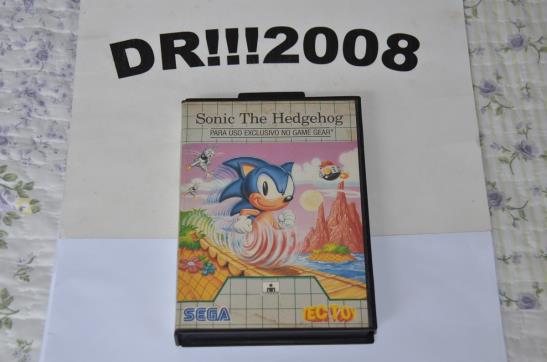 DR!!!2008
Sonic The Hedgehog
PARA USO EXCLUSIVO NO GAME GEAR
SEGA
TEC TOY